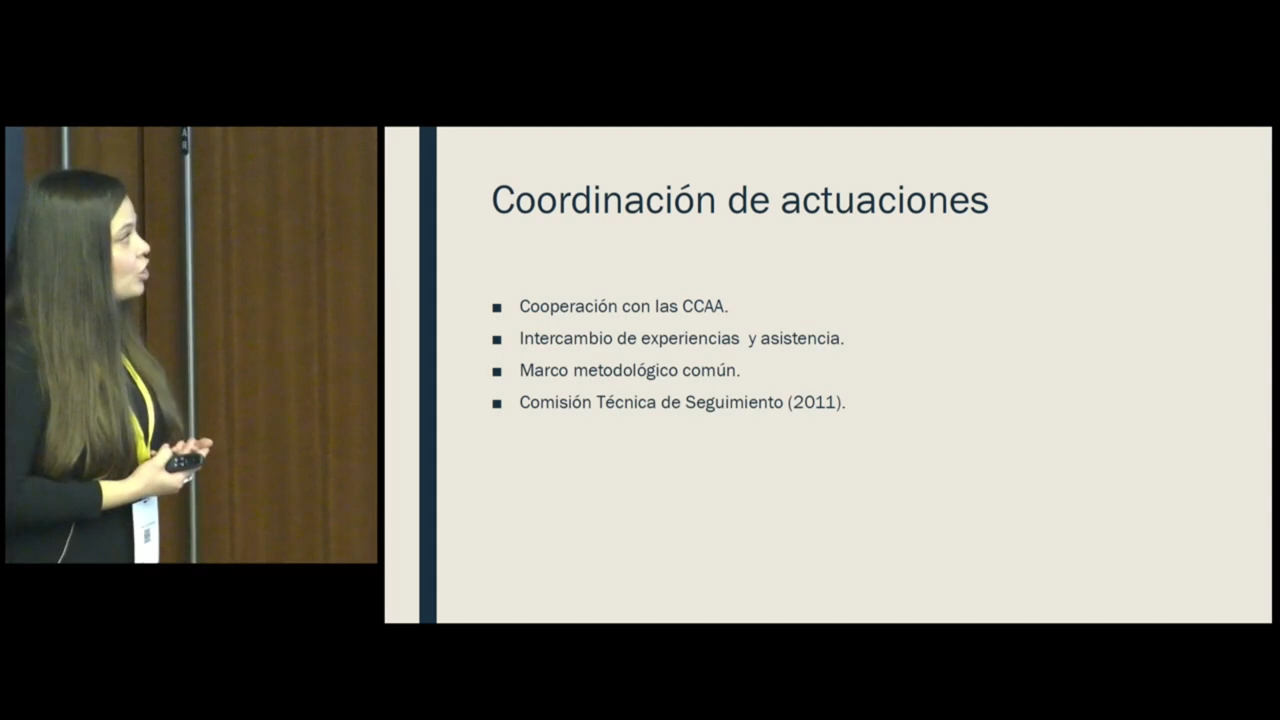 Coordinación de actuaciones
■ Cooperación con las CCAA.
■ Intercambio de experiencias y asistencia.
■ Marco metodológico común.
■ Comisión Técnica de Seguimiento (2011).